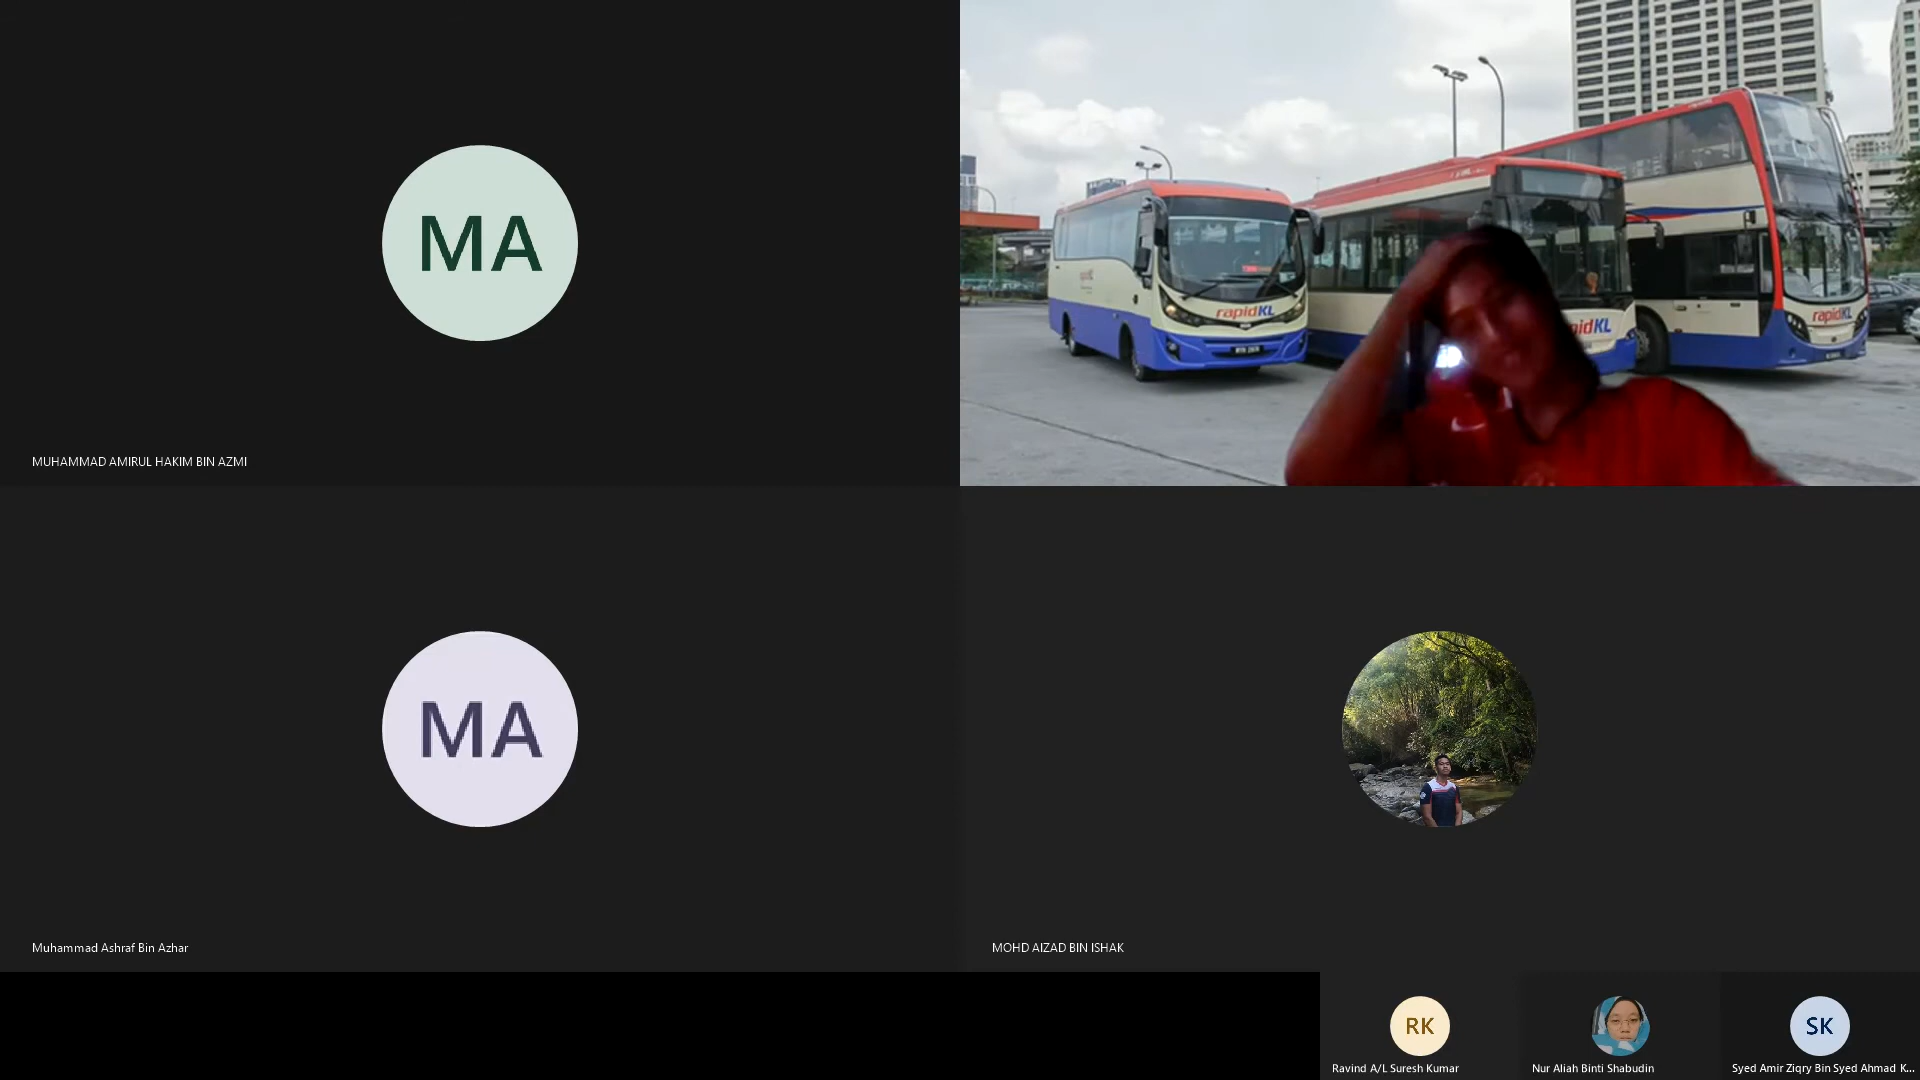 MA
MUHAMMAD AMIRUL HAKIM BIN AZMI
rapidKL
rapidKL
MA
Muhammad Ashraf Bin Azhar
MOHD AIZAD BIN ISHAK
RK
SK
Ravind A/L Suresh Kumar
Nur Aliah Binti Shabudin
Syed Amir Ziqry Bin Syed Ahmad K...